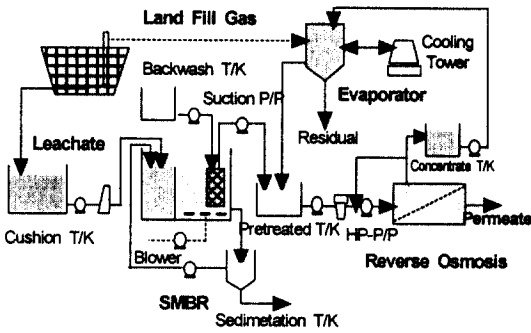 Land Fill Gas
Cooling
Tower
Backwash T/K
Suction P/P
Evaporator
Residual
Leachate
Concentrate T/K
Cushion T/K
Pretreated T/K
HP-P/P
Permeate
Blower
Reverse Osmosis
SMBR
Sedimetation T/K